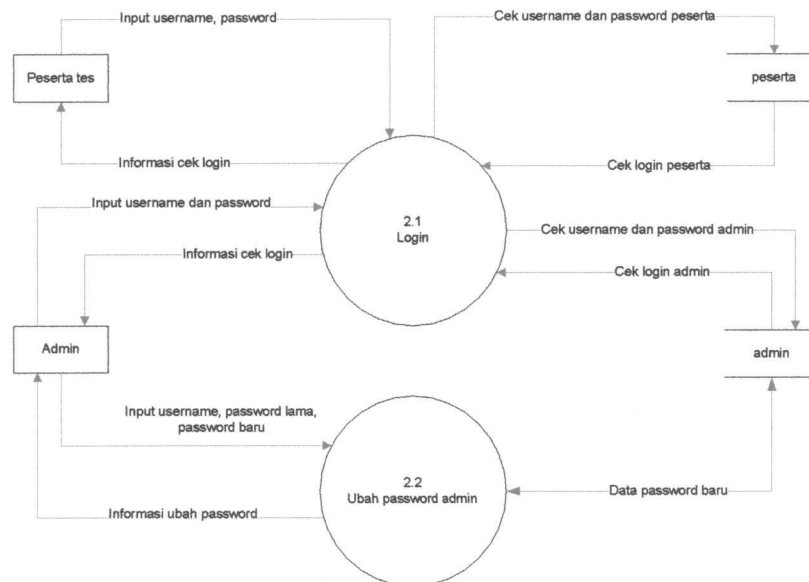 Input username, password
Cek username dan password peserta
Peserta tes
peserta
Informasi cek login
Cek login peserta
Input username dan password
2.1
Login
Cek username dan password admin
Informasi cek login
Cek login admin
Admin
admin
Input username, password lama,
password baru
2.2
Ubah password admin
Data password baru
Informasi ubah password